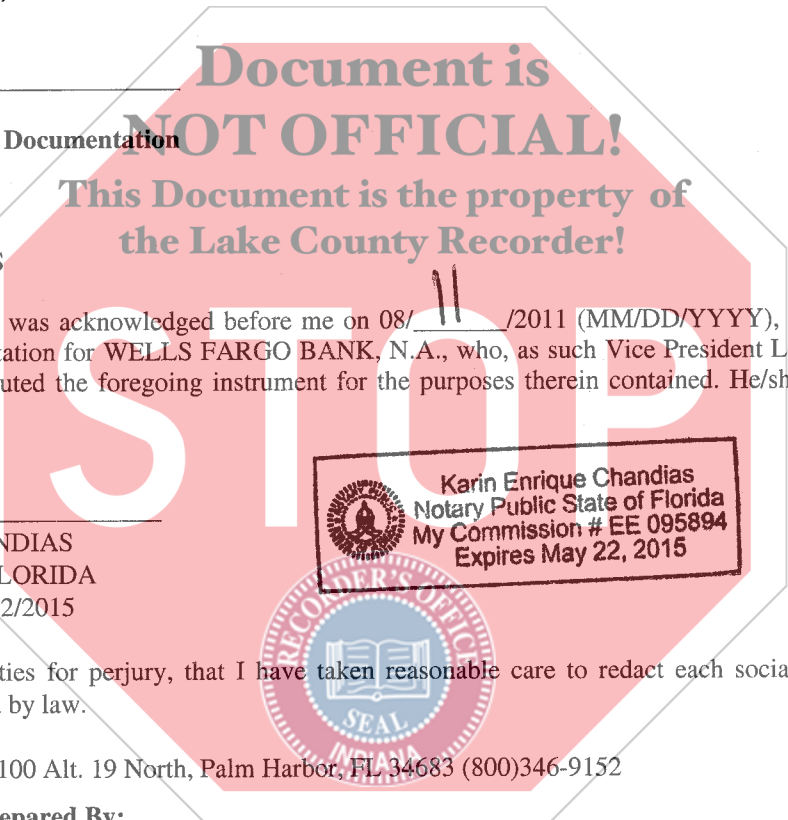 Document is
Documentation
NOT OFFICIAL!
This Document is the property of
the Lake County Recorder!
was acknowledged before me on 08/ 11 /2011 (MM/DD/YYYY),
tation for WELLS FARGO BANK, N.A., who, as such Vice President L
uted the foregoing instrument for the purposes therein contained. He/sh
STOP
Karin Enrique Chandias
Notary Public State of Florida
My Commission # EE 095894
Expires May 22, 2015
NDIAS
LORIDA
2/2015
RECORDER'S OFFICE
SEAL
INDIANA
ties for perjury, that I have taken reasonable care to redact each socia
by law.
100 Alt. 19 North, Palm Harbor, FL 34683 (800)346-9152
epared By: